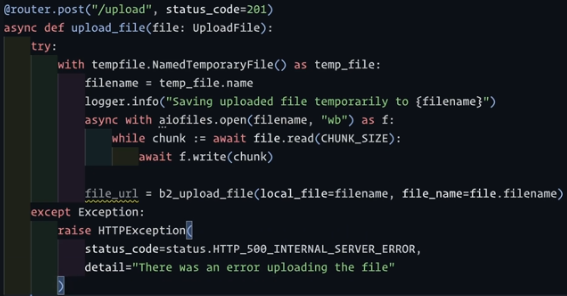 @router.post("/upload", status_code=201)
async def upload_file(file: UploadFile):
    try:
        with tempfile.NamedTemporaryFile() as temp_file:
            filename = temp_file.name
            logger.info("Saving uploaded file temporarily to {filename}")
            async with aiofiles.open(filename, "wb") as f:
                while chunk := await file.read(CHUNK_SIZE):
                    await f.write(chunk)

            file_url = b2_upload_file(local_file=filename, file_name=file.filename)
    except Exception:
        raise HTTPException(
            status_code=status.HTTP_500_INTERNAL_SERVER_ERROR,
            detail="There was an error uploading the file"
        )